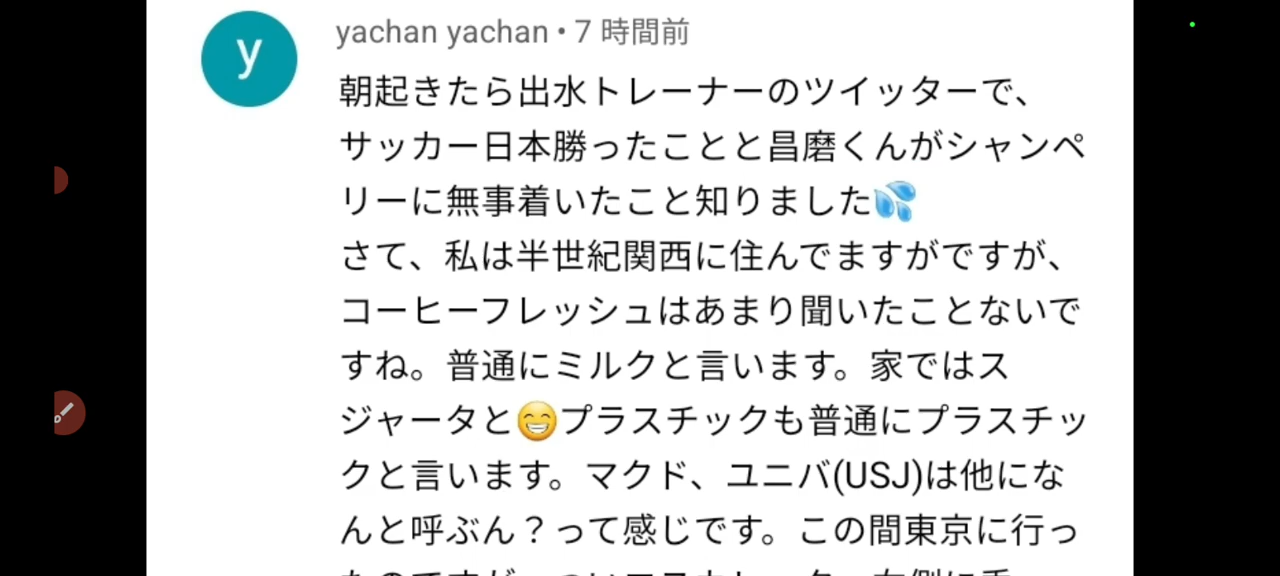 yachan yachan • 7 時間前
朝起きたら出水トレーナーのツイッターで、
サッカー日本勝ったことと昌磨くんがシャンペ
リーに無事着いたこと知りました💦
さて、私は半世紀関西に住んでますがですが、
コーヒーフレッシュはあまり聞いたことないで
すね。普通にミルクと言います。家ではス
ジャータと😁プラスチックも普通にプラスチッ
クと言います。マクド、ユニバ(USJ)は他にな
んと呼ぶん？って感じです。この間東京に行っ